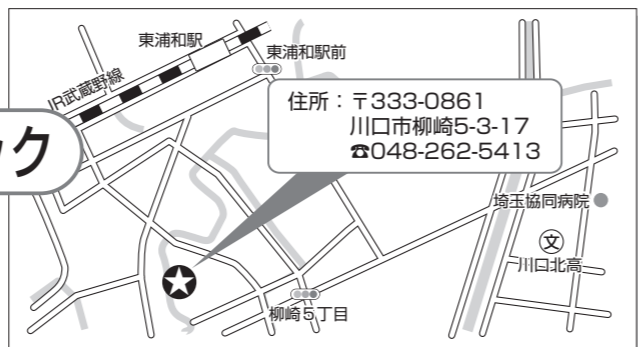 東浦和駅
東浦和駅前
JR武蔵野線
ック
住所：〒333-0861
川口市柳崎5-3-17
☎048-262-5413
埼玉協同病院
文
川口北高
柳崎5丁目